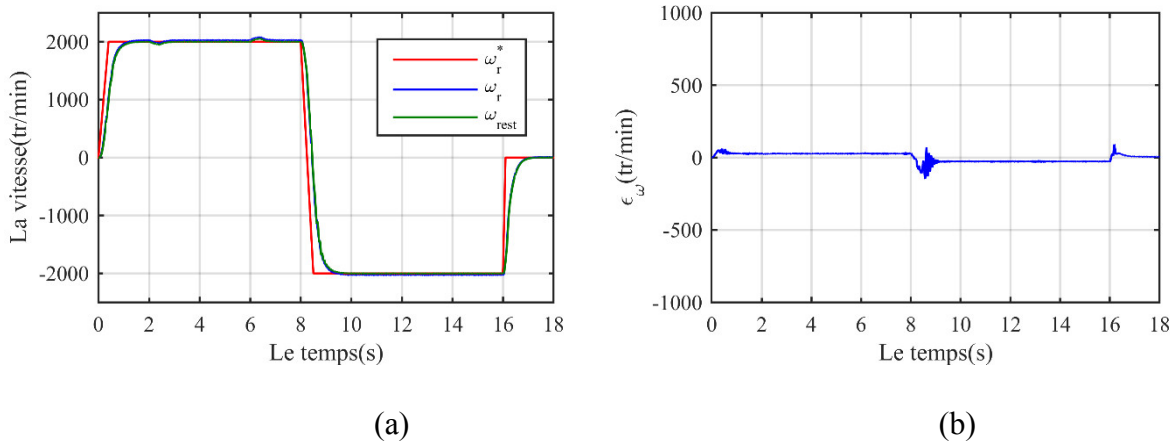 La vitesse(tr/min)
2000
1000
0
-1000
-2000
ω*r
ωr
ωrest
0 2 4 6 8 10 12 14 16 18
Le temps(s)
(a)
ϵω(tr/min)
1000
500
0
-500
-1000
0 2 4 6 8 10 12 14 16 18
Le temps(s)
(b)